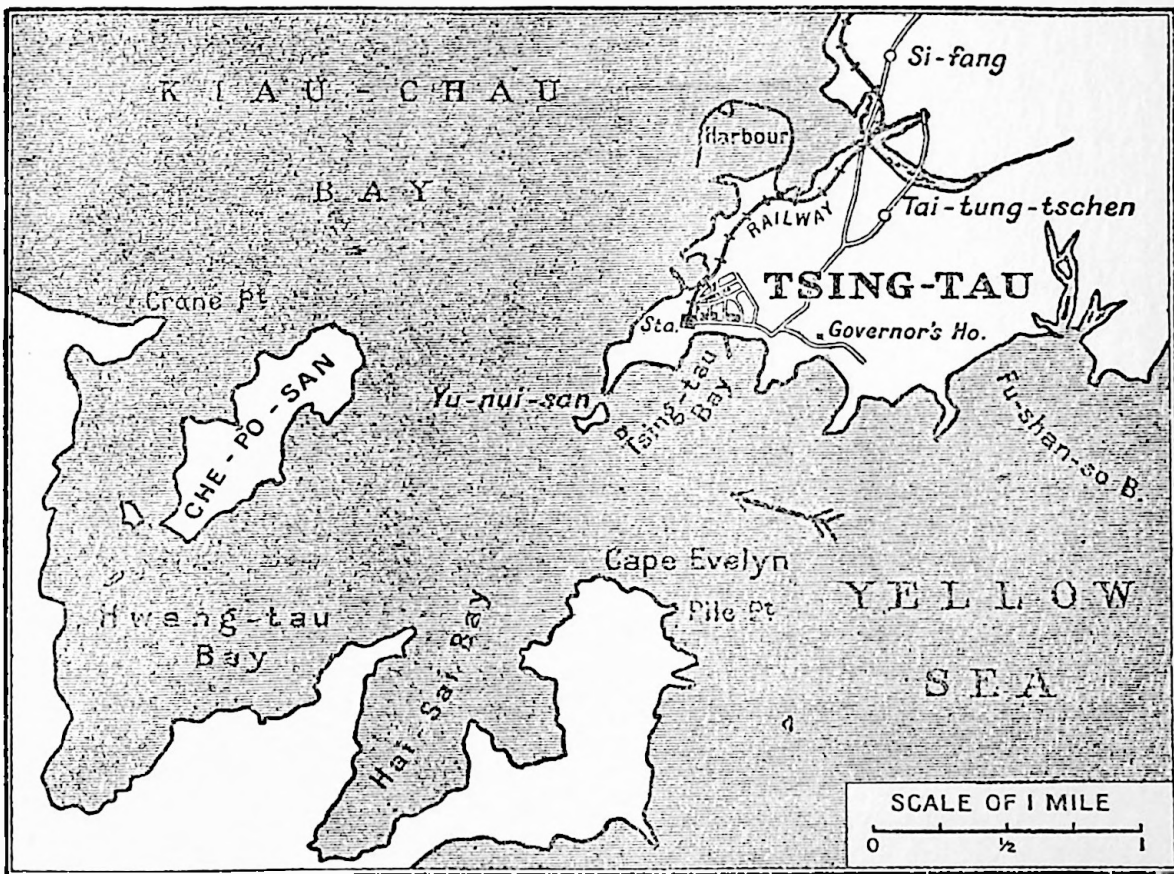 KIAU-CHAU
BAY
Si-fang
Harbour
RAILWAY
Tai-tung-tschen
TSING-TAU
Crane Pt
Sta.
Governor's Ho.
CHE-PO-SAN
Yu-nui-san
Tsing-tau
Bay
Fu-shan-so B.
Cape Evelyn
Pile Pt
YELLOW
SEA
Hweng-tau
Bay
Hai-Sai Bay
SCALE OF 1 MILE
0 ½ 1